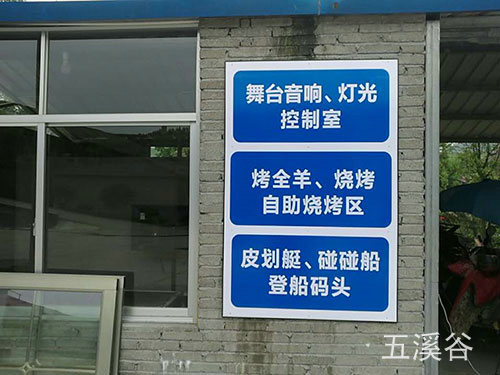 舞台音响、灯光
控制室
烤全羊、烧烤
自助烧烤区
皮划艇、碰碰船
登船码头
五溪谷